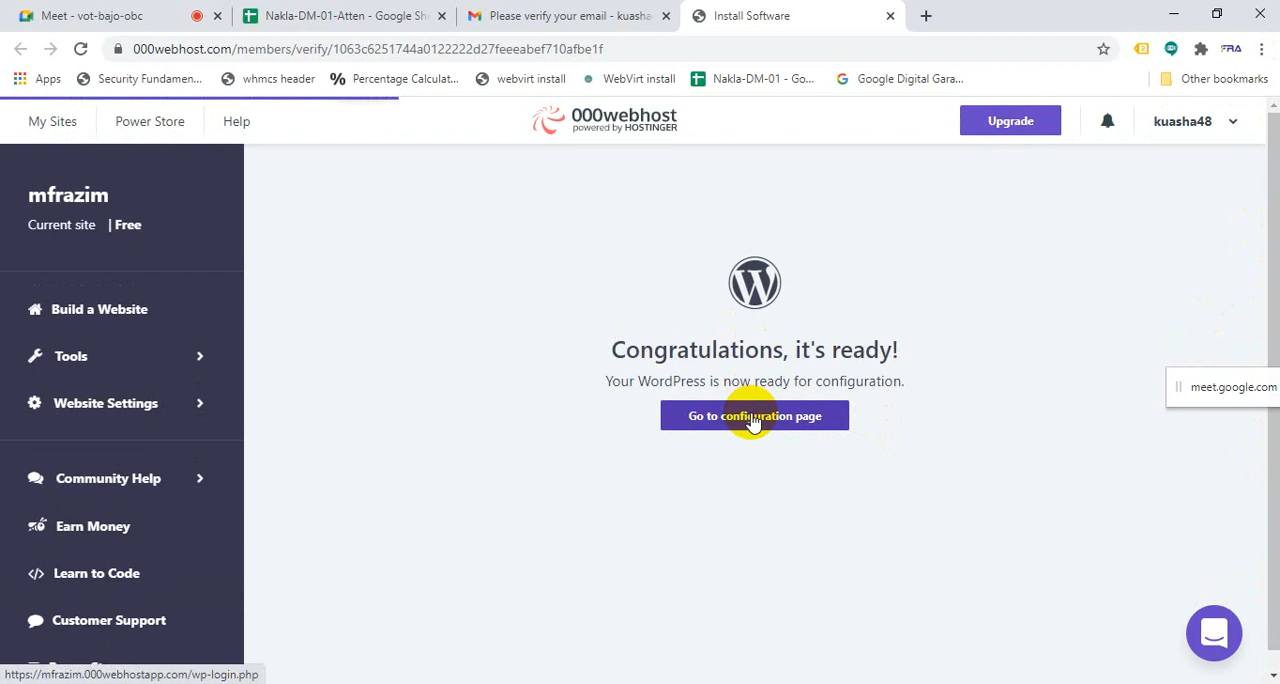 Meet - vot-bajo-obc
Nakla-DM-01-Atten - Google Sh
Please verify your email - kuasha
Install Software
000webhost.com/members/verify/1063c6251744a0122222d27feeeabef710afbe1f
FRA
Apps
Security Fundamen...
whmcs header
Percentage Calculat...
webvirt install
WebVirt install
Nakla-DM-01 - Go...
Google Digital Gara...
Other bookmarks
My Sites
Power Store
Help
000webhost
powered by HOSTINGER
Upgrade
kuasha48
mfrazim
Current site | Free
Build a Website
Tools
Website Settings
Community Help
Earn Money
Learn to Code
Customer Support
Congratulations, it's ready!
Your WordPress is now ready for configuration.
Go to configuration page
meet.google.com
https://mfrazim.000webhostapp.com/wp-login.php